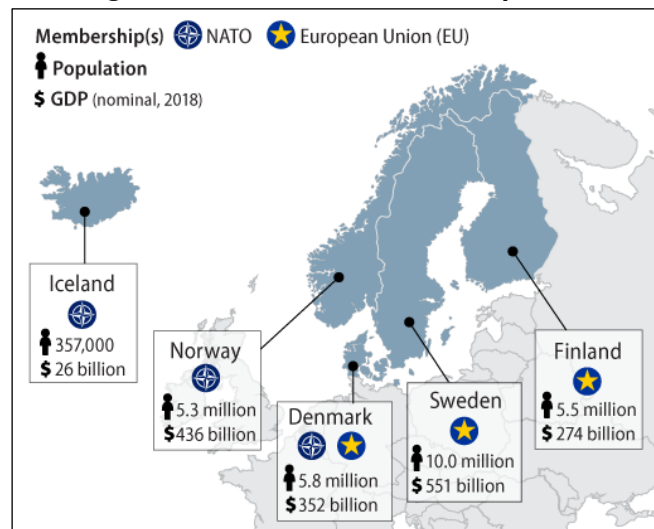 Membership(s) NATO European Union (EU)
Population
$ GDP (nominal, 2018)
Iceland
357,000
$ 26 billion
Norway
5.3 million
$436 billion
Denmark
5.8 million
$352 billion
Sweden
10.0 million
$551 billion
Finland
5.5 million
$ 274 billion